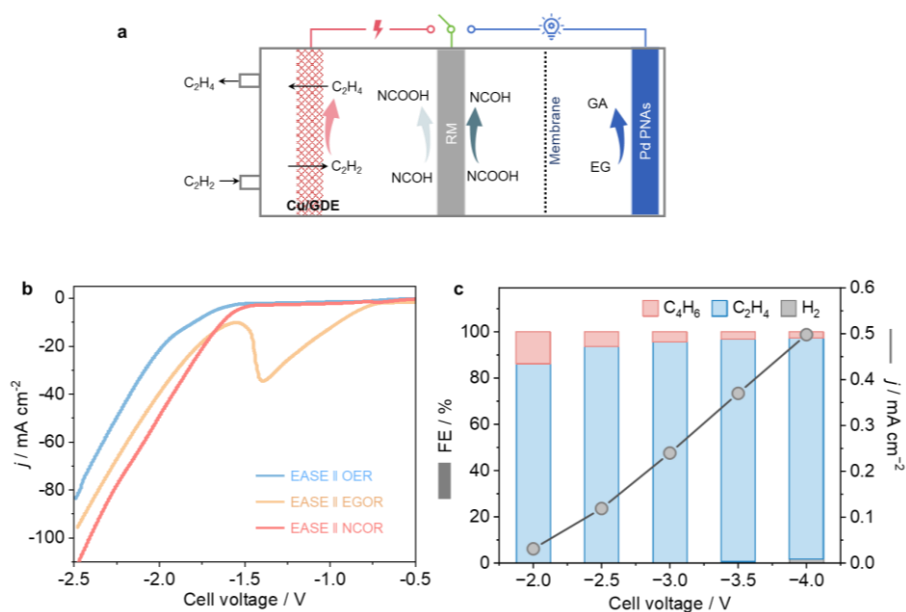 a
C₂H₄
C₂H₂
C₂H₄
C₂H₂
Cu/GDE
NCOOH
NCOH
RM
NCOH
NCOOH
Membrane
GA
EG
Pd PNAs
b
j / mA cm⁻²
0
-20
-40
-60
-80
-100
EASE || OER
EASE || EGOR
EASE || NCOR
-2.5 -2.0 -1.5 -1.0 -0.5
Cell voltage / V
c
C₄H₆ C₂H₄ H₂
FE / %
100
80
60
40
20
0
0.6
0.5
0.4
0.3
0.2
0.1
0.0
j / mA cm⁻²
−2.0 −2.5 −3.0 −3.5 −4.0
Cell voltage / V